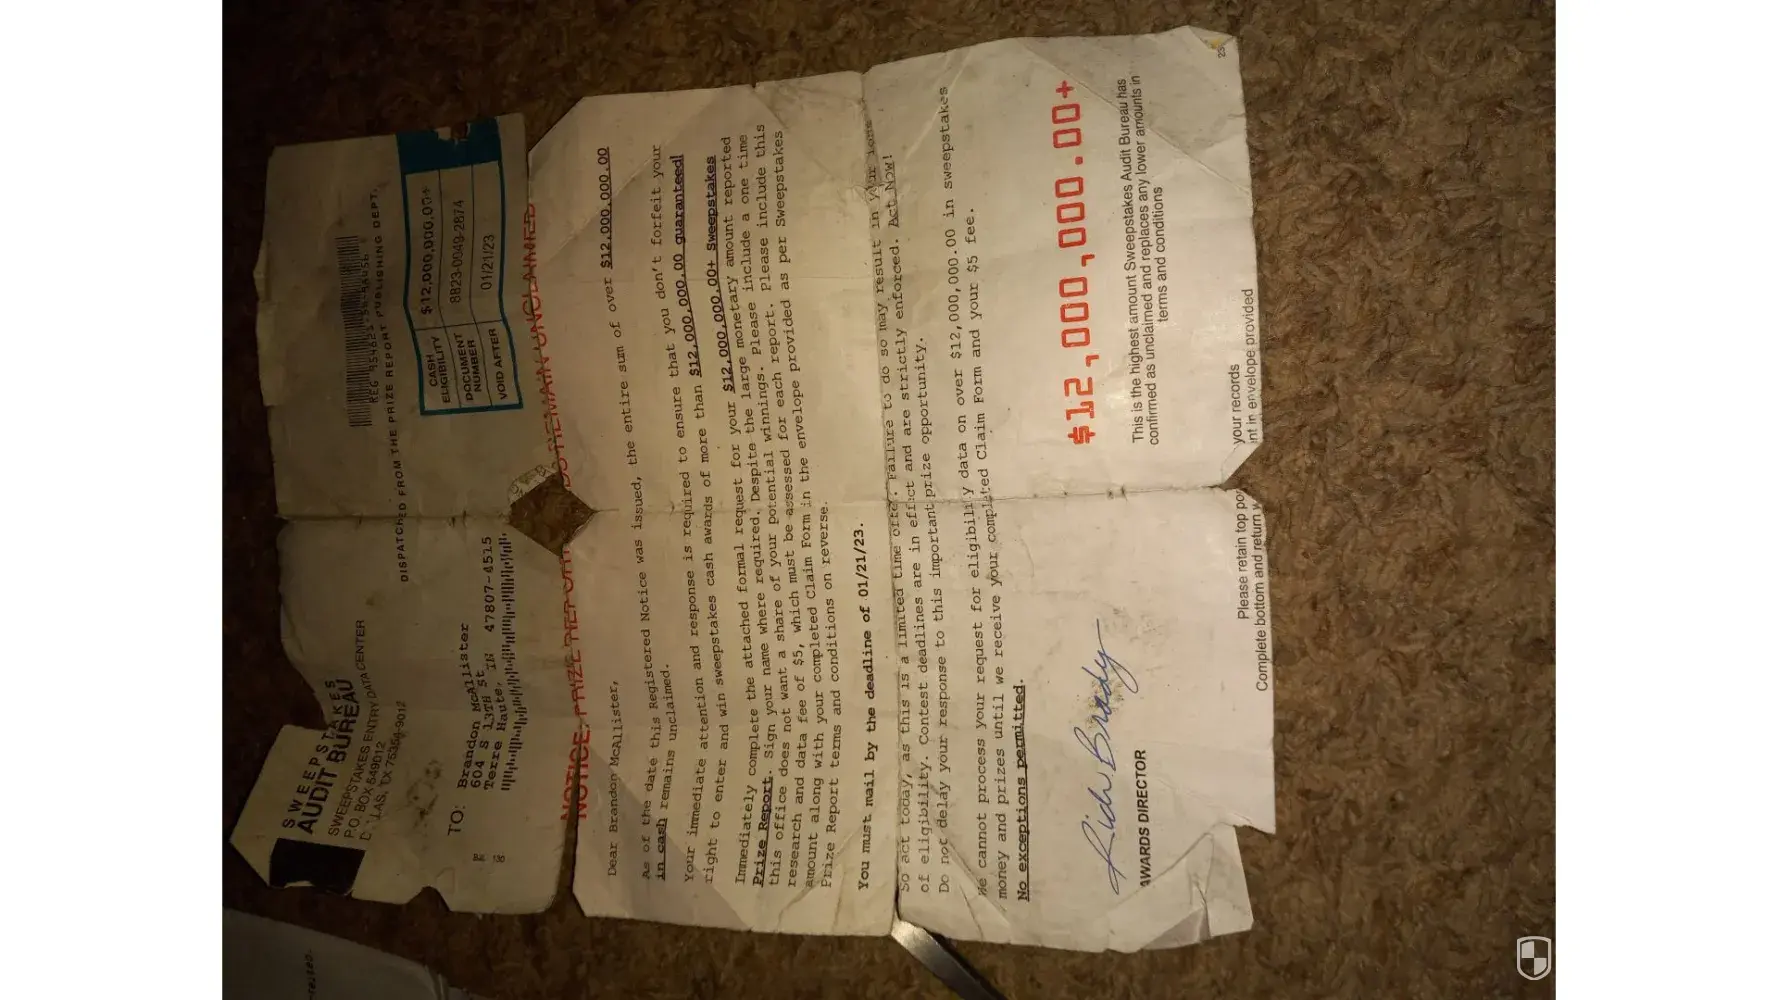 SWEEPSTAKES
AUDIT BUREAU
SWEEPSTAKES ENTRY DATA CENTER
P.O. BOX 649012
LAS, TX 75364-9012
TO:
Brandon McAllister
604 S 13TH St
Terre Haute, IN 47807-4515
DISPATCHED FROM THE PRIZE REPORT PUBLISHING DEPT.
CASH ELIGIBILITY $12,000,000.00+
DOCUMENT NUMBER 8823-0049-2874
VOID AFTER 01/21/23
NOTICE: PRIZE REPORT REMAIN UNCLAIMED
Dear Brandon McAllister,
As of the date this Registered Notice was issued, the entire sum of over $12,000,000.00
in cash remains unclaimed.
Your immediate attention and response is required to ensure that you don't forfeit your
right to enter and win sweepstakes cash awards of more than $12,000,000.00 guaranteed!
Immediately complete the attached formal request for your $12,000,000.00+ Sweepstakes
Prize Report. Sign your name where required. Despite the large monetary amount reported
this office does not want a share of your potential winnings. Please include a one time
research and data fee of $5, which must be assessed for each report. Please include this
amount along with your completed Claim Form in the envelope provided as per Sweepstakes
Prize Report terms and conditions on reverse.
You must mail by the deadline of 01/21/23.
So act today, as this is a limited time offer. Failure to do so may result in your
of eligibility. Contest deadlines are in effect and are strictly enforced. Act Now!
Do not delay your response to this important prize opportunity.
We cannot process your request for eligibility data on over $12,000,000.00 in sweepstakes
money and prizes until we receive your completed Claim Form and your $5 fee.
No exceptions permitted.
Rich Brady
AWARDS DIRECTOR
$12,000,000.00+
This is the highest amount Sweepstakes Audit Bureau has
confirmed as unclaimed and replaces any lower amounts in
terms and conditions
Please retain top po your records
Complete bottom and return w nt in envelope provided